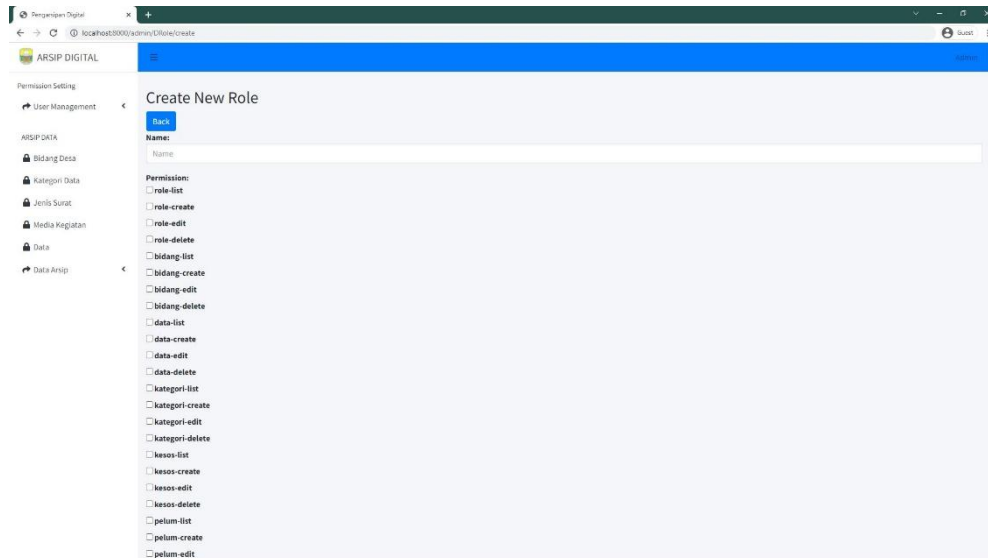 Pengarsipan Digital
localhost:8000/admin/DRole/create
Guest
ARSIP DIGITAL
Admin
Permission Setting
User Management
ARSIP DATA
Bidang Desa
Kategori Data
Jenis Surat
Media Kegiatan
Data
Data Arsip
Create New Role
Back
Name:
Name
Permission:
role-list
role-create
role-edit
role-delete
bidang-list
bidang-create
bidang-edit
bidang-delete
data-list
data-create
data-edit
data-delete
kategori-list
kategori-create
kategori-edit
kategori-delete
kesos-list
kesos-create
kesos-edit
kesos-delete
pelum-list
pelum-create
pelum-edit